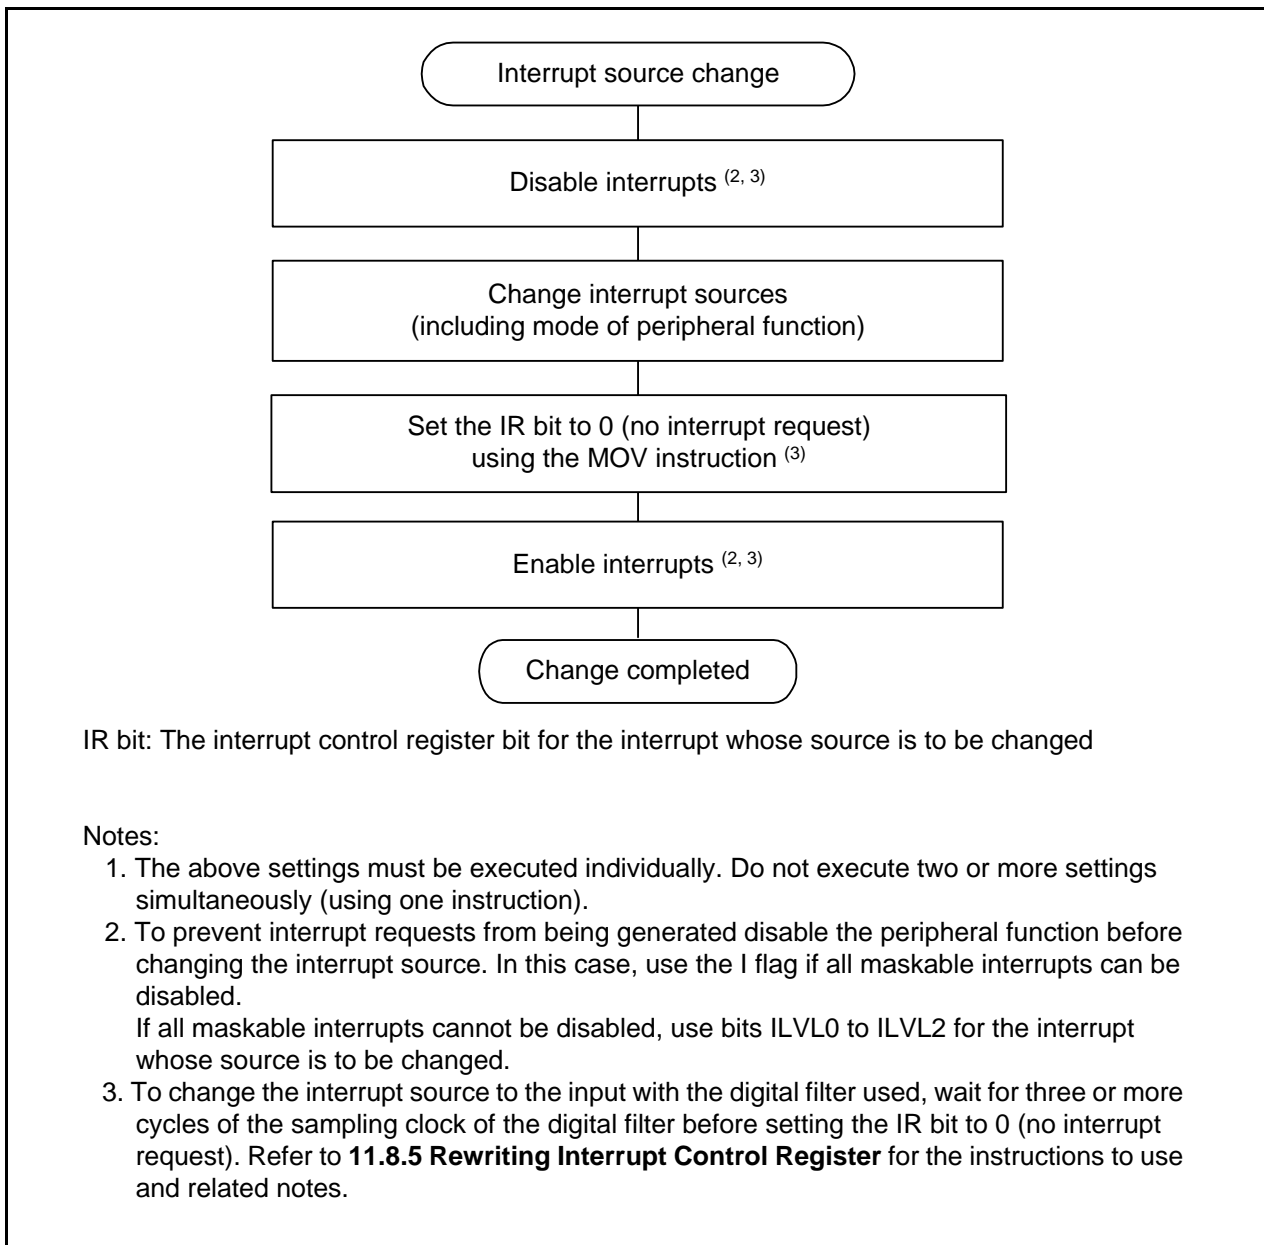 Interrupt source change
Disable interrupts (2, 3)
Change interrupt sources
(including mode of peripheral function)
Set the IR bit to 0 (no interrupt request)
using the MOV instruction (3)
Enable interrupts (2, 3)
Change completed
IR bit: The interrupt control register bit for the interrupt whose source is to be changed
Notes:
1. The above settings must be executed individually. Do not execute two or more settings
simultaneously (using one instruction).
2. To prevent interrupt requests from being generated disable the peripheral function before
changing the interrupt source. In this case, use the I flag if all maskable interrupts can be
disabled.
If all maskable interrupts cannot be disabled, use bits ILVL0 to ILVL2 for the interrupt
whose source is to be changed.
3. To change the interrupt source to the input with the digital filter used, wait for three or more
cycles of the sampling clock of the digital filter before setting the IR bit to 0 (no interrupt
request). Refer to 11.8.5 Rewriting Interrupt Control Register for the instructions to use
and related notes.